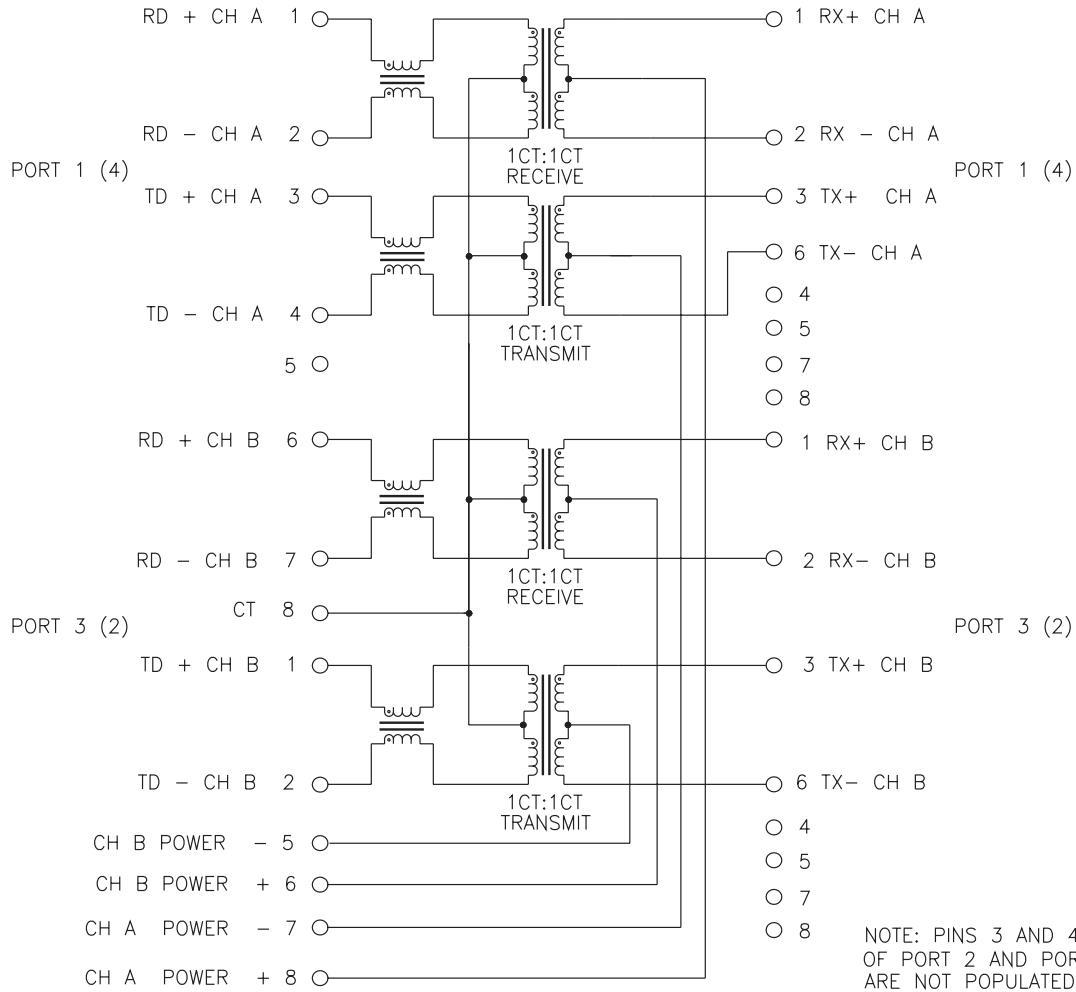 RD + CH A 1
1 RX+ CH A
RD - CH A 2
2 RX - CH A
1CT:1CT
RECEIVE
PORT 1 (4)
PORT 1 (4)
TD + CH A 3
3 TX+ CH A
6 TX- CH A
4
TD - CH A 4
5
1CT:1CT
TRANSMIT
5
7
8
RD + CH B 6
1 RX+ CH B
RD - CH B 7
2 RX- CH B
1CT:1CT
RECEIVE
CT 8
PORT 3 (2)
PORT 3 (2)
TD + CH B 1
3 TX+ CH B
TD - CH B 2
6 TX- CH B
1CT:1CT
TRANSMIT
4
CH B POWER - 5
5
CH B POWER + 6
7
CH A POWER - 7
8
NOTE: PINS 3 AND 4
OF PORT 2 AND POR
ARE NOT POPULATED
CH A POWER + 8